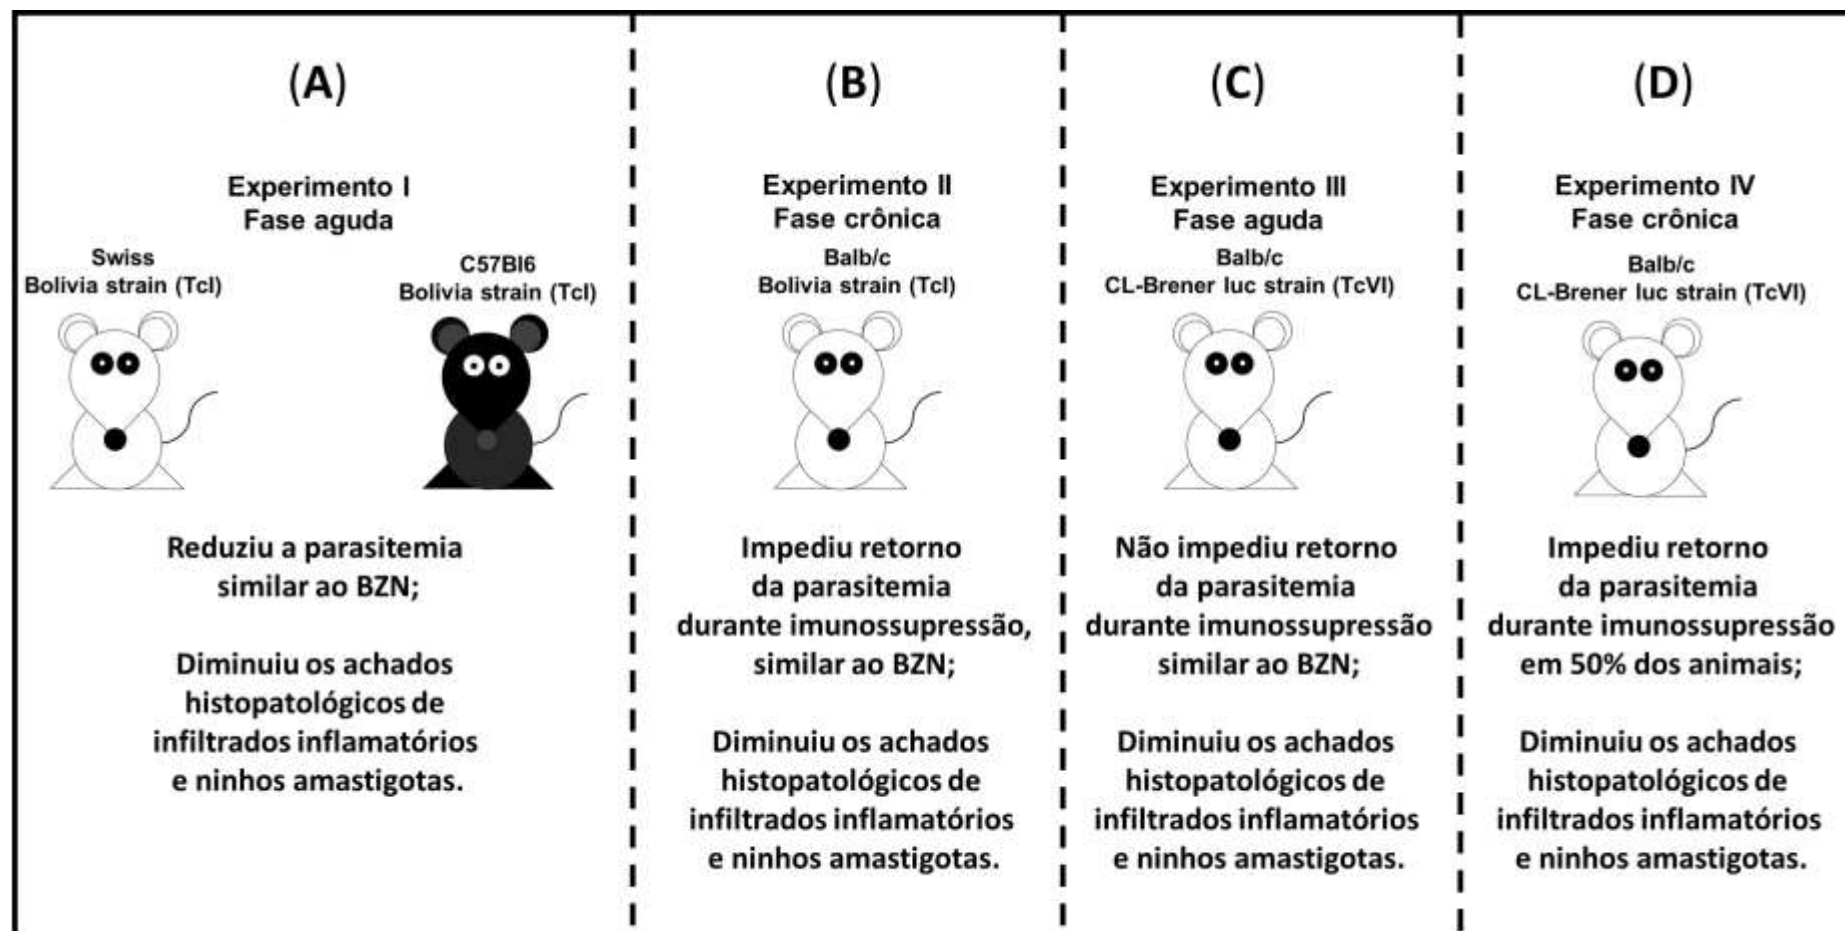 (A)
Experimento I
Fase aguda
Swiss
Bolivia strain (TcI)
C57Bl6
Bolivia strain (TcI)
Reduziu a parasitemia
similar ao BZN;
Diminuiu os achados
histopatológicos de
infiltrados inflamatórios
e ninhos amastigotas.
(B)
Experimento II
Fase crônica
Balb/c
Bolivia strain (TcI)
Impediu retorno
da parasitemia
durante imunossupressão,
similar ao BZN;
Diminuiu os achados
histopatológicos de
infiltrados inflamatórios
e ninhos amastigotas.
(C)
Experimento III
Fase aguda
Balb/c
CL-Brener luc strain (TcVI)
Não impediu retorno
da parasitemia
durante imunossupressão
similar ao BZN;
Diminuiu os achados
histopatológicos de
infiltrados inflamatórios
e ninhos amastigotas.
(D)
Experimento IV
Fase crônica
Balb/c
CL-Brener luc strain (TcVI)
Impediu retorno
da parasitemia
durante imunossupressão
em 50% dos animais;
Diminuiu os achados
histopatológicos de
infiltrados inflamatórios
e ninhos amastigotas.